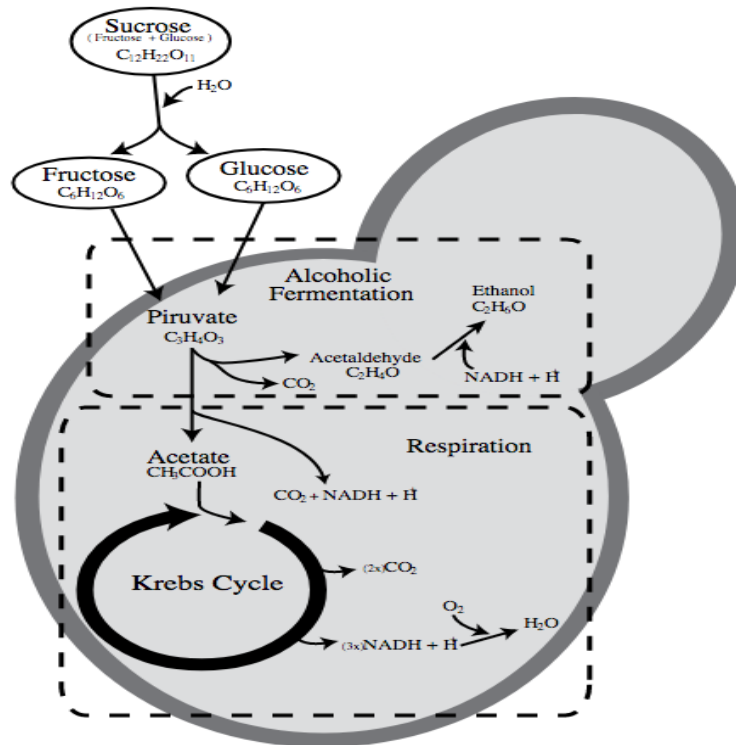 Sucrose
(Fructose + Glucose)
C12H22O11
H2O
Fructose
C6H12O6
Glucose
C6H12O6
Alcoholic
Fermentation
Piruvate
C3H4O3
Ethanol
C2H6O
Acetaldehyde
C2H4O
CO2
NADH + H+
Respiration
Acetate
CH3COOH
CO2 + NADH + H+
Krebs Cycle
(2x)CO2
O2
H2O
(3x)NADH + H+